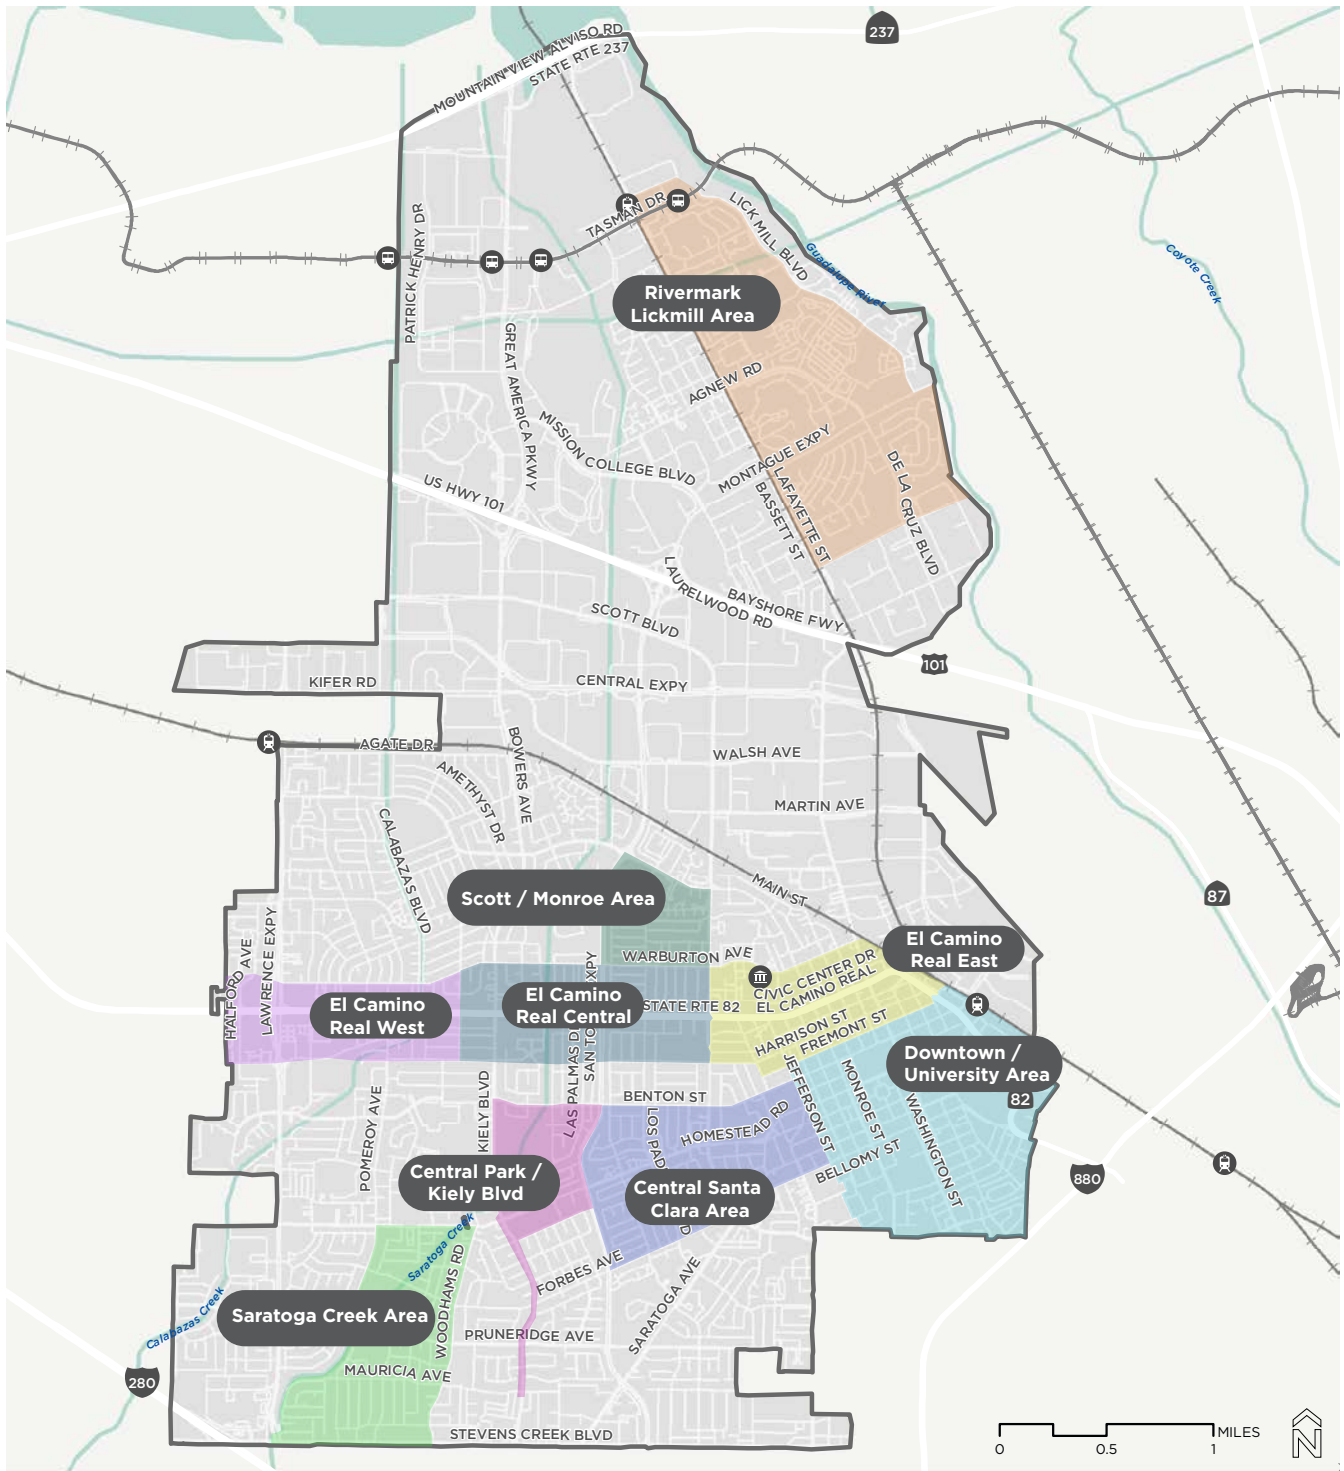 237
MOUNTAIN VIEW ALVISO RD
STATE RTE 237
TASMAN DR
LICK MILL BLVD
PATRICK HENRY DR
Guadalupe River
Coyote Creek
Rivermark
Lickmill Area
GREAT AMERICA PKWY
AGNEW RD
MISSION COLLEGE BLVD
MONTAGUE EXPY
US HWY 101
LAFAYETTE ST
BASSETT ST
DE LA CRUZ BLVD
LAURELWOOD RD
BAYSHORE FWY
SCOTT BLVD
101
KIFER RD
CENTRAL EXPY
AGATE DR
BOWERS AVE
WALSH AVE
AMETHYST DR
MARTIN AVE
CALABAZAS BLVD
MAIN ST
87
Scott / Monroe Area
HALFORD AVE
LAWRENCE EXPY
WARBURTON AVE
El Camino
Real East
CIVIC CENTER DR
EL CAMINO REAL
El Camino
Real West
El Camino
Real Central
STATE RTE 82
HARRISON ST
FREMONT ST
LAS PALMAS D
SAN TO
XPY
Downtown /
University Area
82
KIELY BLVD
BENTON ST
JEFFERSON ST
MONROE ST
WASHINGTON ST
POMEROY AVE
LOS PAD
D
HOMESTEAD RD
BELLOMY ST
Central Park /
Kiely Blvd
Central Santa
Clara Area
880
Saratoga Creek
WOODHAMS RD
FORBES AVE
SARATOGA AVE
Calabazas Creek
Saratoga Creek Area
PRUNERIDGE AVE
MAURICIA AVE
280
STEVENS CREEK BLVD
MILES
0 0.5 1
N